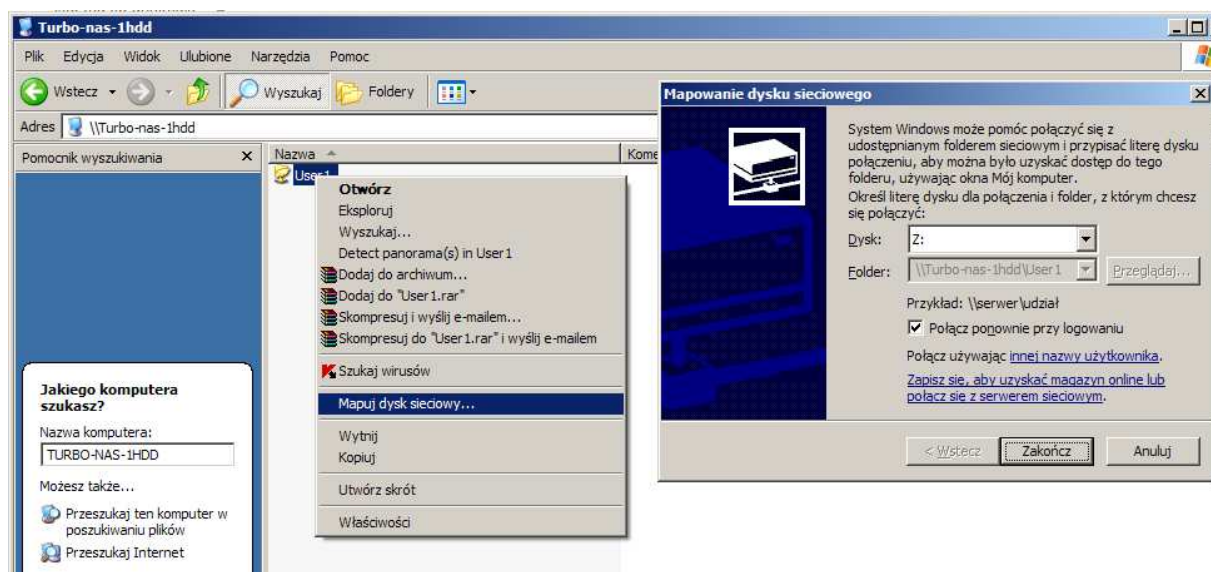 Turbo-nas-1hdd
Plik Edycja Widok Ulubione Narzędzia Pomoc
Wstecz Wyszukaj Foldery
Adres \\Turbo-nas-1hdd
Pomocnik wyszukiwania
Nazwa
User1
Otwórz
Eksploruj
Wyszukaj...
Detect panorama(s) in User1
Dodaj do archiwum...
Dodaj do "User1.rar"
Skompresuj i wyślij e-mailem...
Skompresuj do "User1.rar" i wyślij e-mailem
Szukaj wirusów
Mapuj dysk sieciowy...
Wytnij
Kopiuj
Utwórz skrót
Właściwości
Jakiego komputera
szukasz?
Nazwa komputera:
TURBO-NAS-1HDD
Możesz także...
Przeszukaj ten komputer w
poszukiwaniu plików
Przeszukaj Internet
Mapowanie dysku sieciowego
System Windows może pomóc połączyć się z
udostępnianym folderem sieciowym i przypisać literę dysku
połączeniu, aby można było uzyskać dostęp do tego
folderu, używając okna Mój komputer.
Określ literę dysku dla połączenia i folder, z którym chcesz
się połączyć:
Dysk: Z:
Folder: \\Turbo-nas-1hdd\User1 Przeglądaj...
Przykład: \\serwer\udział
Połącz ponownie przy logowaniu
Połącz używając innej nazwy użytkownika.
Zapisz się, aby uzyskać magazyn online lub
połącz się z serwerem sieciowym.
< Wstecz Zakończ Anuluj